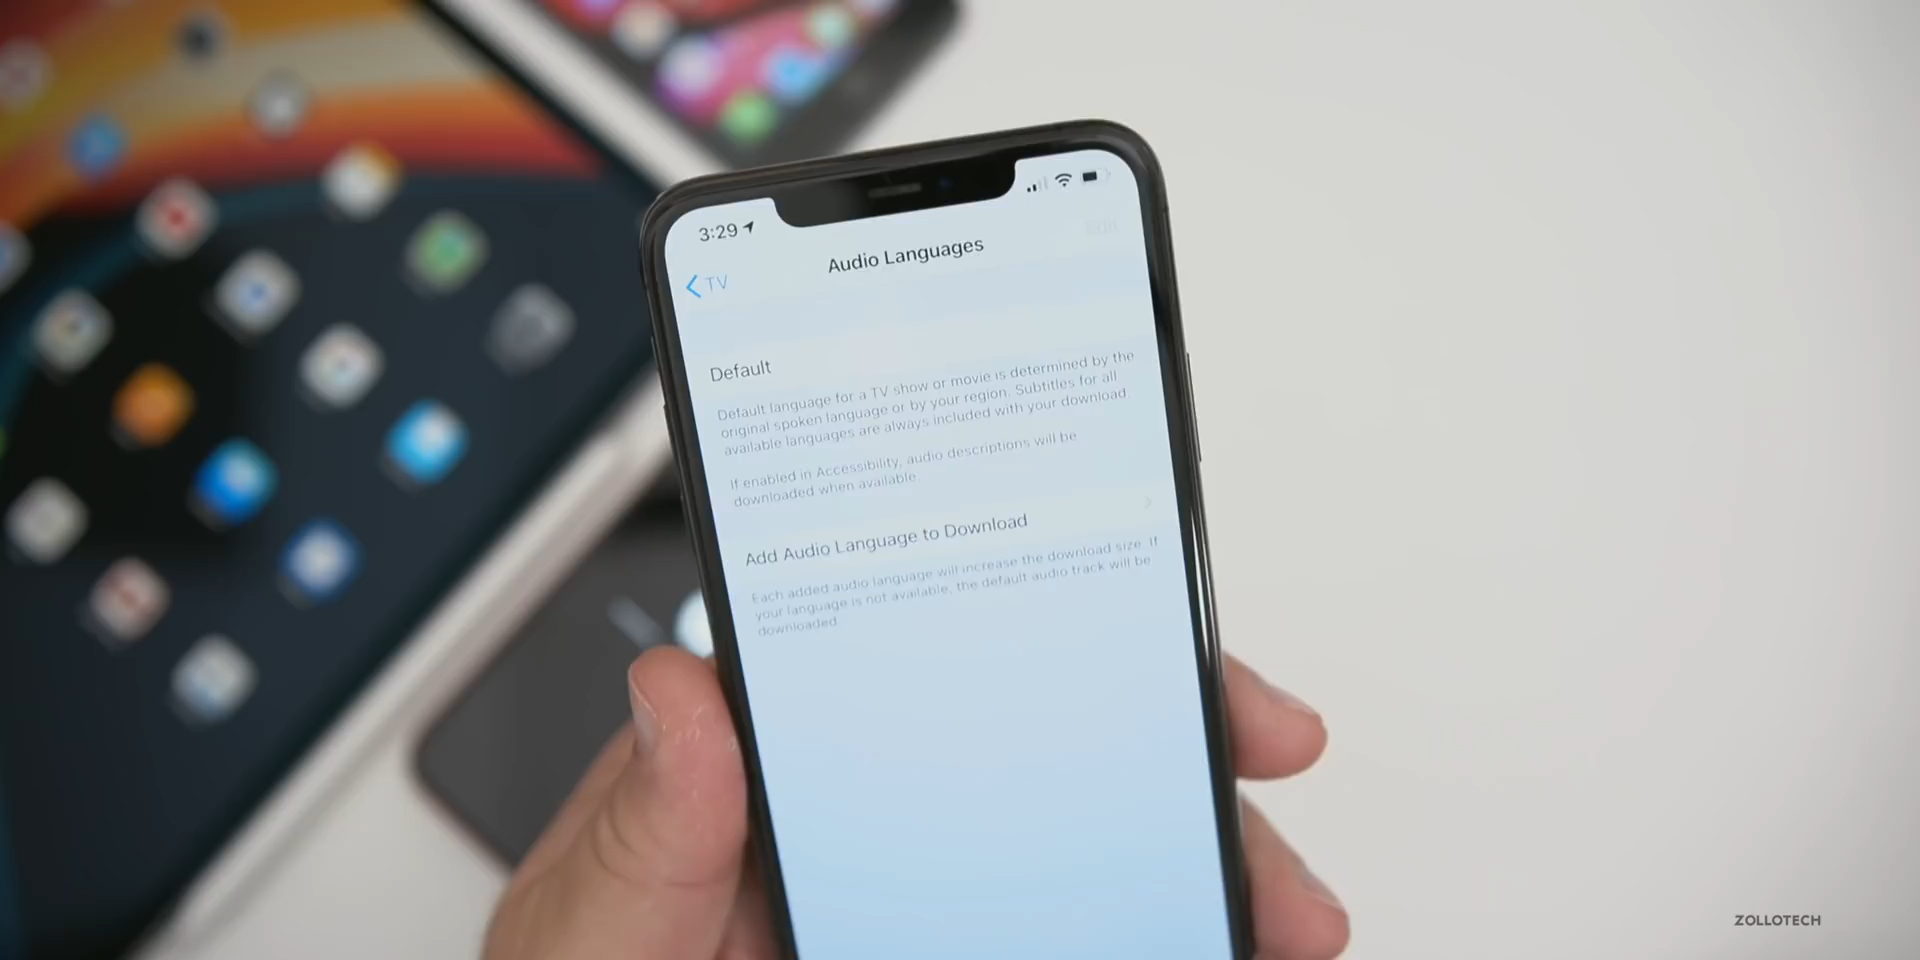 3:29
Edit
Audio Languages
TV
Default
Default language for a TV show or movie is determined by the
original spoken language or by your region. Subtitles for all
available languages are always included with your download.
If enabled in Accessibility, audio descriptions will be
downloaded when available.
Add Audio Language to Download
Each added audio language will increase the download size. If
your language is not available, the default audio track will be
downloaded.
ZOLLOTECH